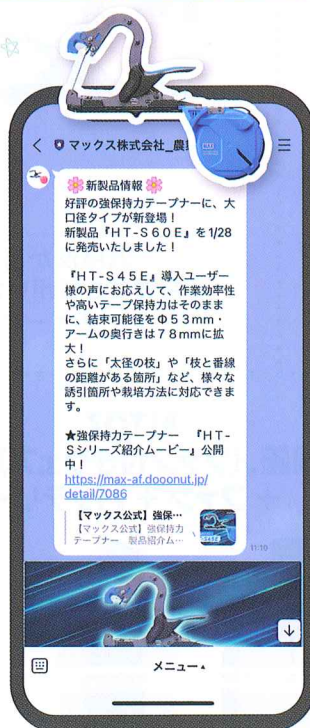 マックス株式会社_農
MAX
🌸新製品情報🌸
好評の強保持力テープナーに、大
口径タイプが新登場！
新製品『HT-S60E』を1/28
に発売いたしました！
『HT-S45E』導入ユーザー
様の声にお応えして、作業効率性
や高いテープ保持力はそのまま
に、結束可能径をΦ53mm・
アームの奥行きは78mmに拡
大！
さらに「太径の枝」や「枝と番線
の距離がある箇所」など、様々な
誘引箇所や栽培方法に対応できま
す。
★強保持力テープナー　『HT-
Sシリーズ紹介ムービー』公開
中！
https://max-af.dooonut.jp/
detail/7086
【マックス公式】強保…
【マックス公式】強保持力
テープナー　製品紹介ム…
11:10
メニュー▲